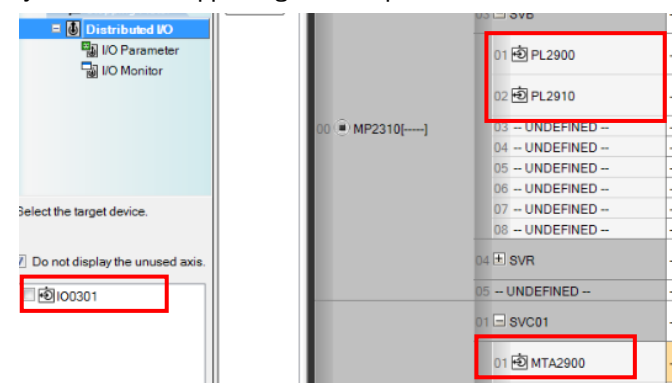 Distributed I/O
I/O Parameter
I/O Monitor
Select the target device.
Do not display the unused axis.
IO0301
03 SVB
01 PL2900
02 PL2910
00 MP2310[-----]
03 -- UNDEFINED --
04 -- UNDEFINED --
05 -- UNDEFINED --
06 -- UNDEFINED --
07 -- UNDEFINED --
08 -- UNDEFINED --
04 SVR
05 -- UNDEFINED --
01 SVC01
01 MTA2900